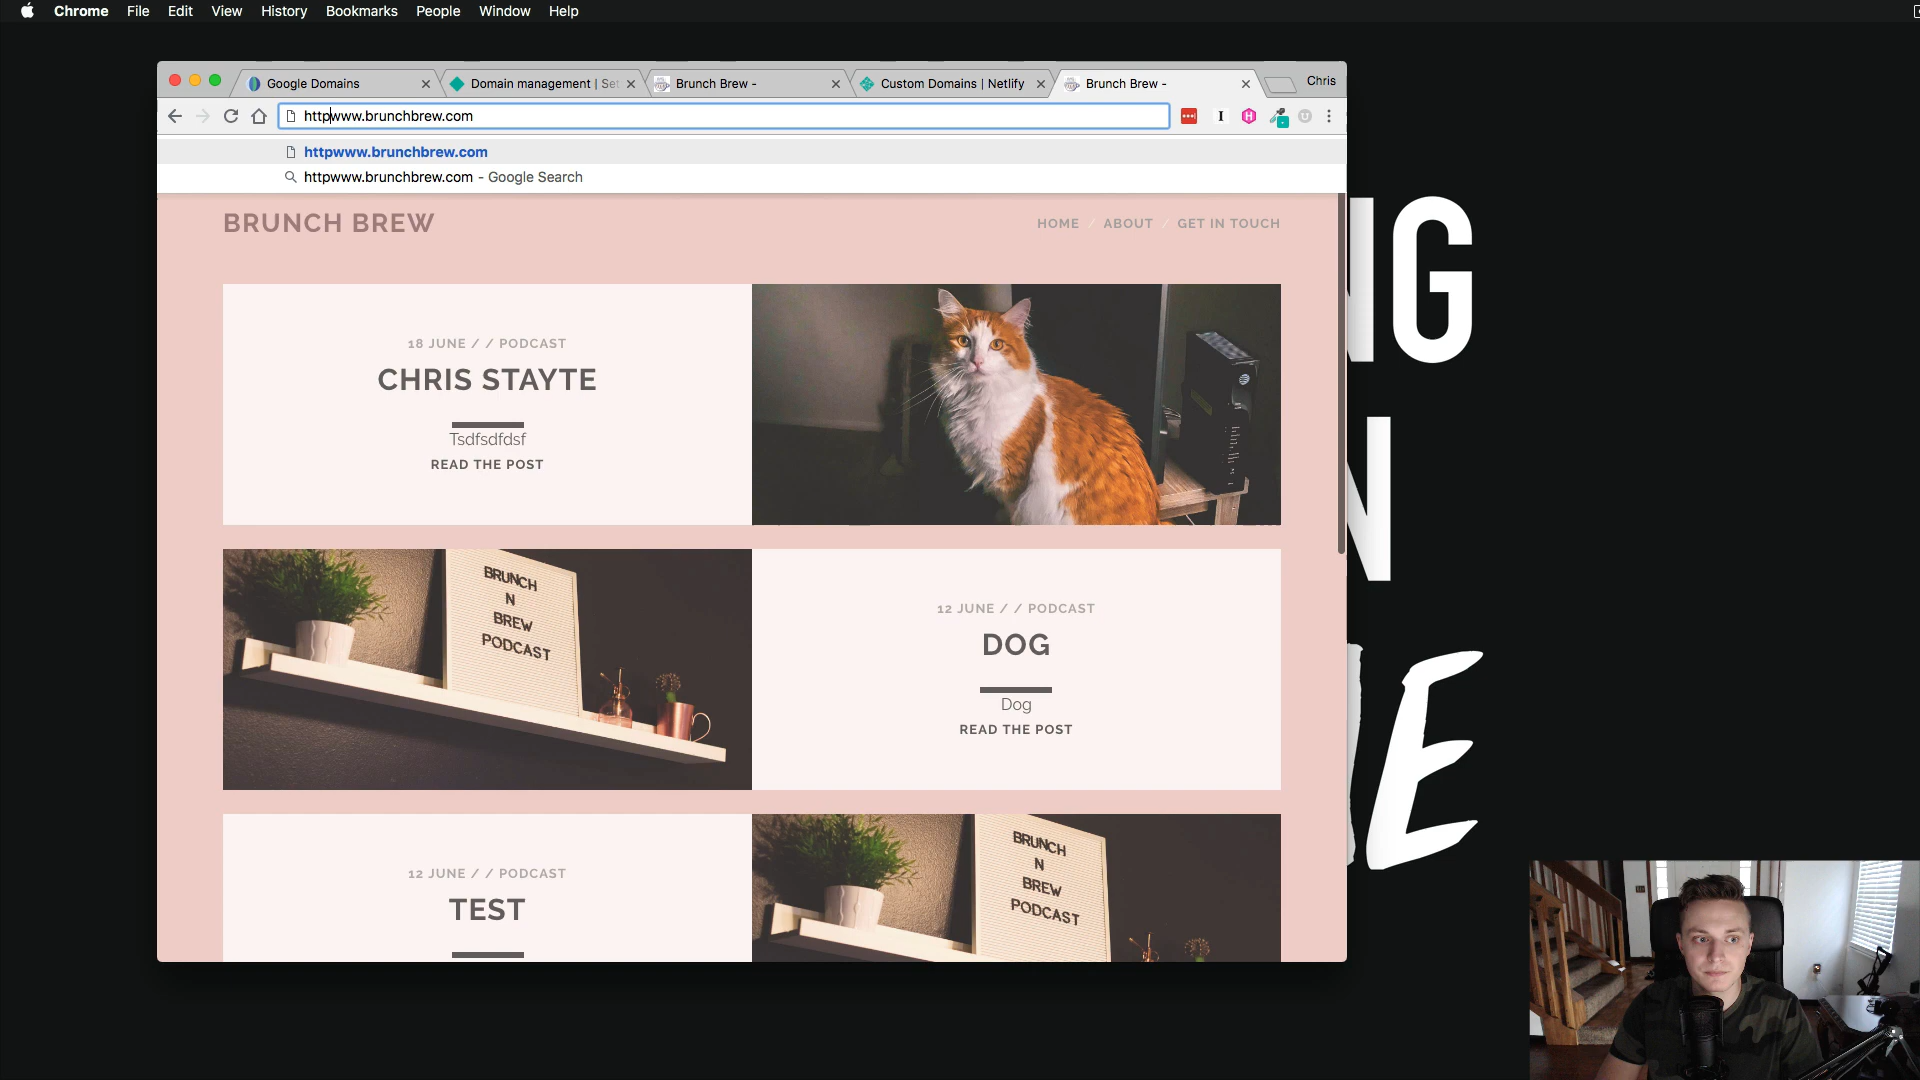 Chrome File Edit View History Bookmarks People Window Help
Google Domains
Domain management | Set
Brunch Brew -
Custom Domains | Netlify
Brunch Brew -
Chris
httpwww.brunchbrew.com
httpwww.brunchbrew.com
httpwww.brunchbrew.com - Google Search
BRUNCH BREW
HOME / ABOUT / GET IN TOUCH
18 JUNE / / PODCAST
CHRIS STAYTE
Tsdfsdfdsf
READ THE POST
BRUNCH
N
BREW
PODCAST
12 JUNE / / PODCAST
DOG
Dog
READ THE POST
12 JUNE / / PODCAST
TEST
BRUNCH
N
BREW
PODCAST
G
N
E